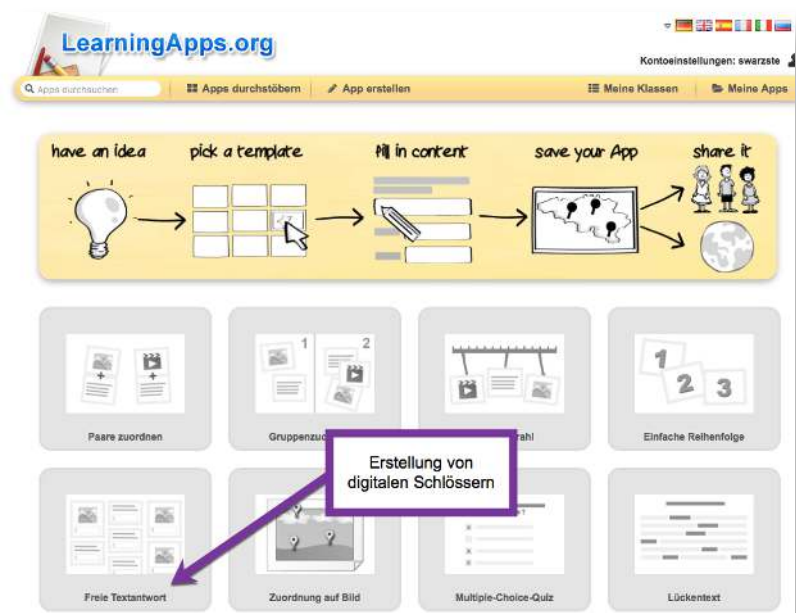 LearningApps.org
Kontoeinstellungen: swarzste
Apps durchsuchen
Apps durchstöbern
App erstellen
Meine Klassen
Meine Apps
have an idea
pick a template
fill in content
save your App
share it
1
2
1
2
3
Paare zuordnen
Gruppenzu
rahl
Einfache Reihenfolge
Erstellung von
digitalen Schlössern
?
Freie Textantwort
Zuordnung auf Bild
Multiple-Choice-Quiz
Lückentext